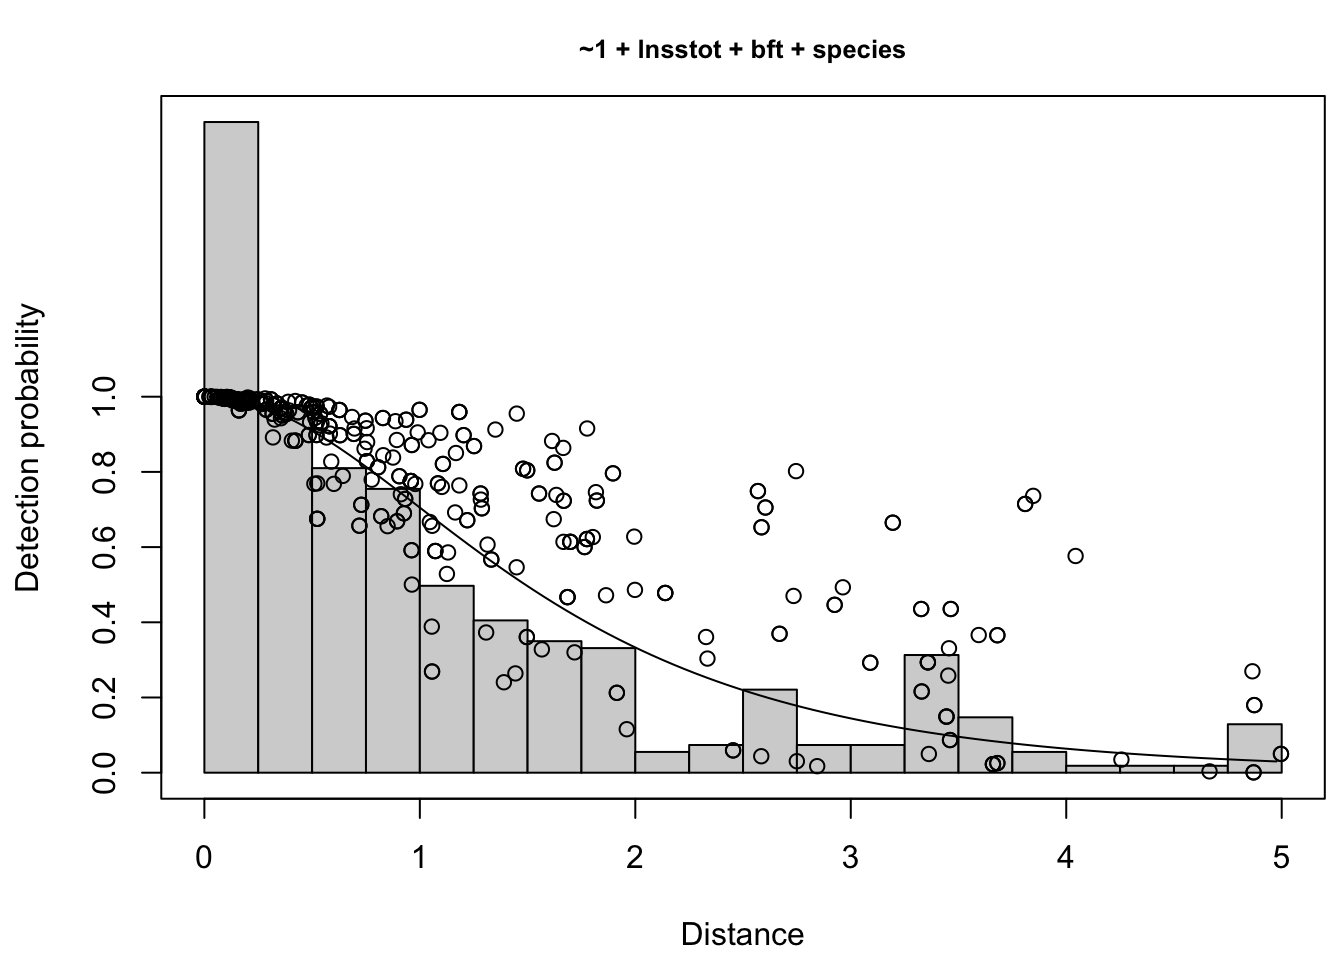 ~1 + lnsstot + bft + species
Detection probability
1.0
0.8
0.6
0.4
0.2
0.0
0 1 2 3 4 5
Distance